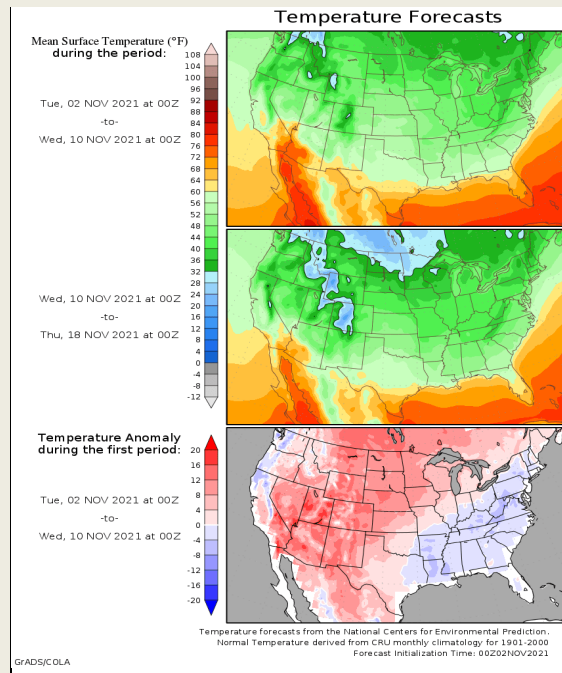 Temperature Forecasts
Mean Surface Temperature (°F)
during the period:
Tue, 02 NOV 2021 at 00Z
-to-
Wed, 10 NOV 2021 at 00Z
108
104
100
96
92
88
84
80
76
72
68
64
60
56
52
48
44
40
36
32
30
28
24
20
16
12
8
4
0
-4
-8
-12
Wed, 10 NOV 2021 at 00Z
-to-
Thu, 18 NOV 2021 at 00Z
Temperature Anomaly
during the first period:
Tue, 02 NOV 2021 at 00Z
-to-
Wed, 10 NOV 2021 at 00Z
20
16
12
8
4
0
-4
-8
-12
-16
-20
Temperature forecasts from the National Centers for Environmental Prediction.
Normal Temperature derived from CRU monthly climatology for 1901-2000
Forecast Initialization Time: 00Z02NOV2021
GrADS/COLA